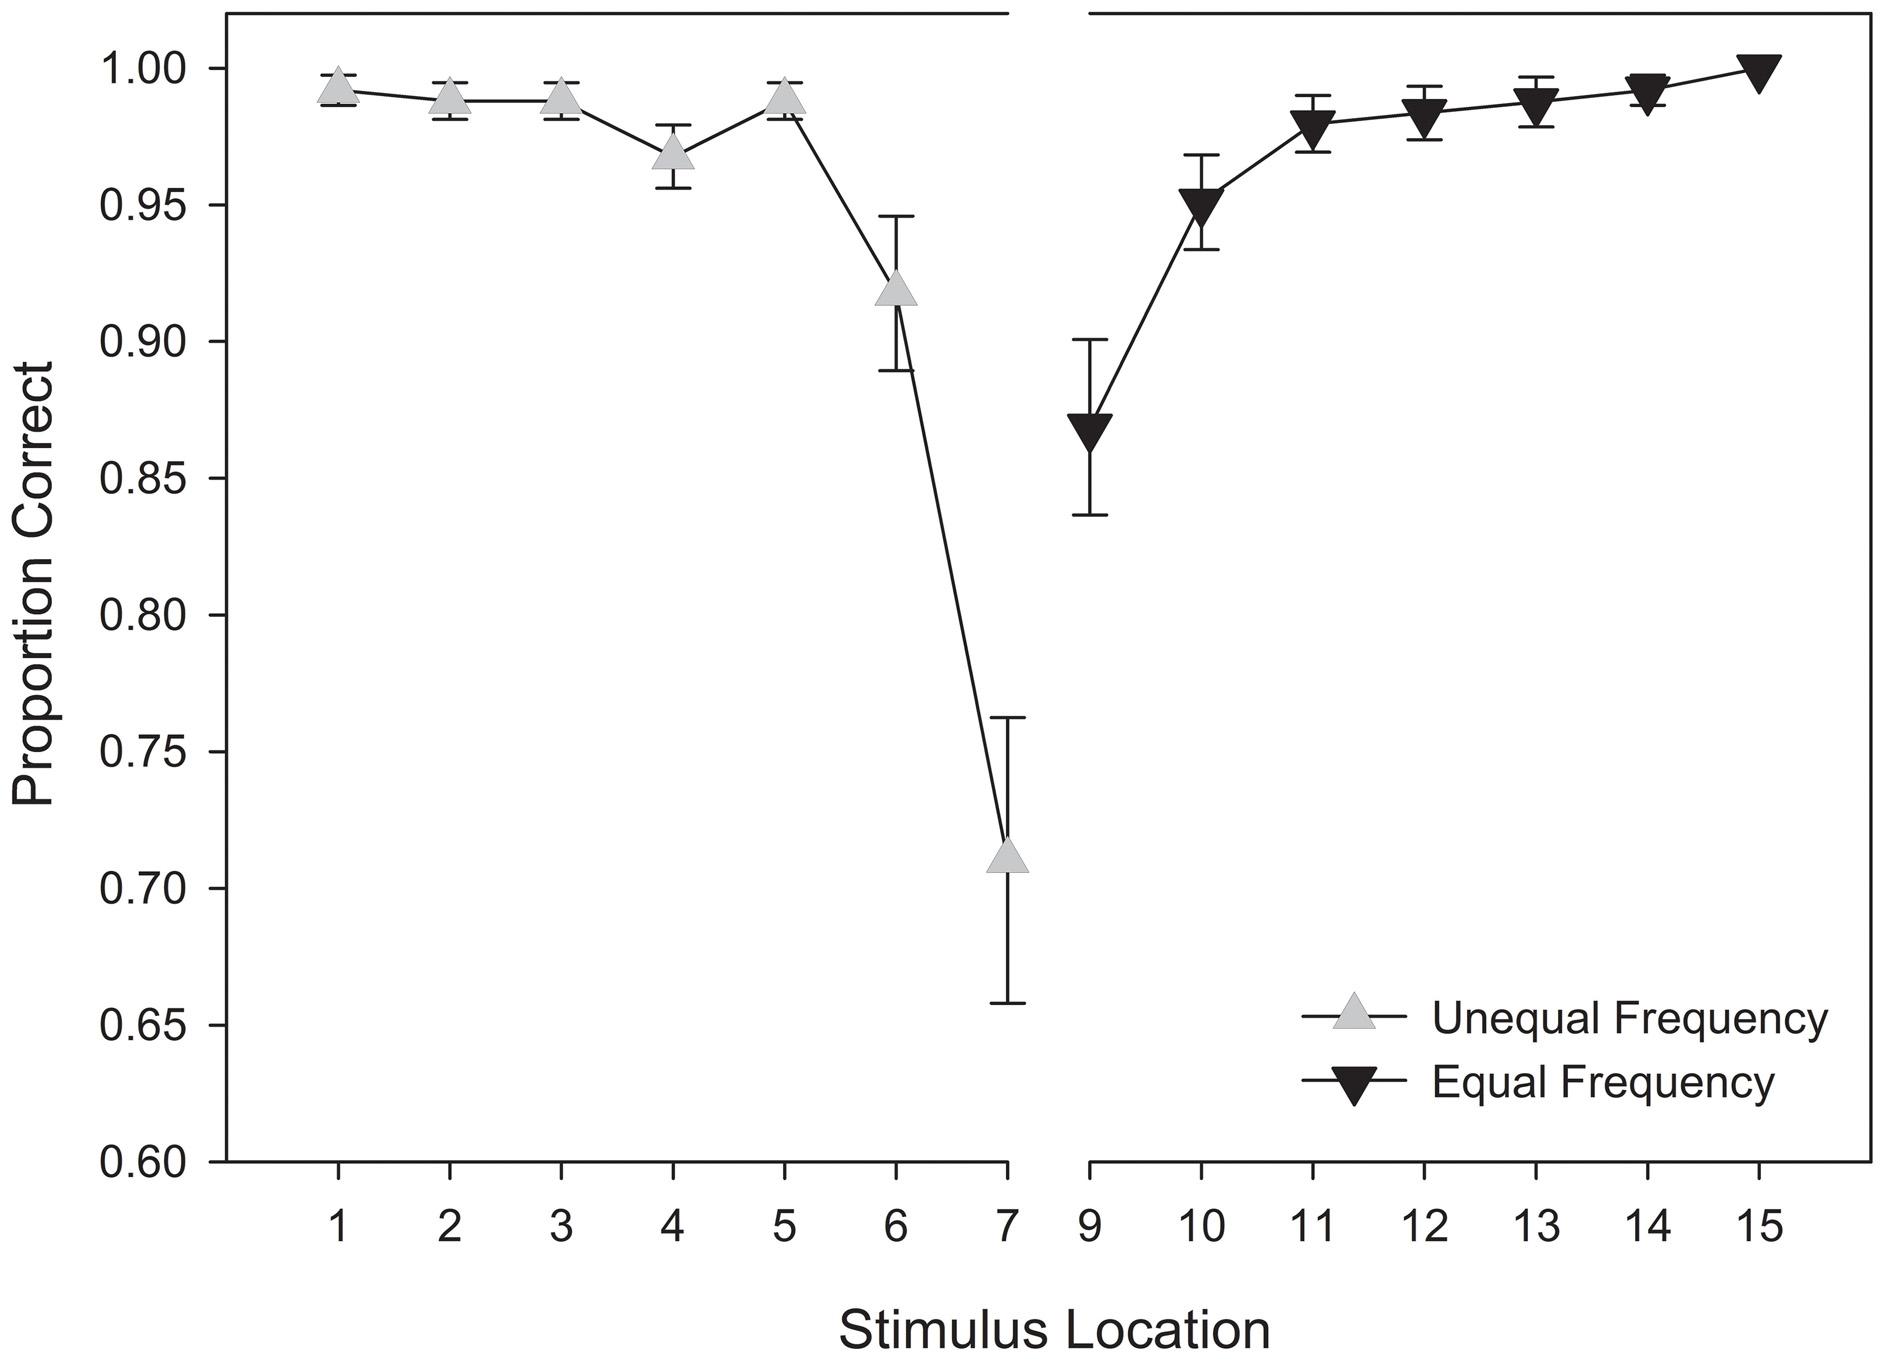 1.00
0.95
0.90
0.85
0.80
0.75
0.70
0.65
0.60
Proportion Correct
Unequal Frequency
Equal Frequency
1 2 3 4 5 6 7 9 10 11 12 13 14 15
Stimulus Location